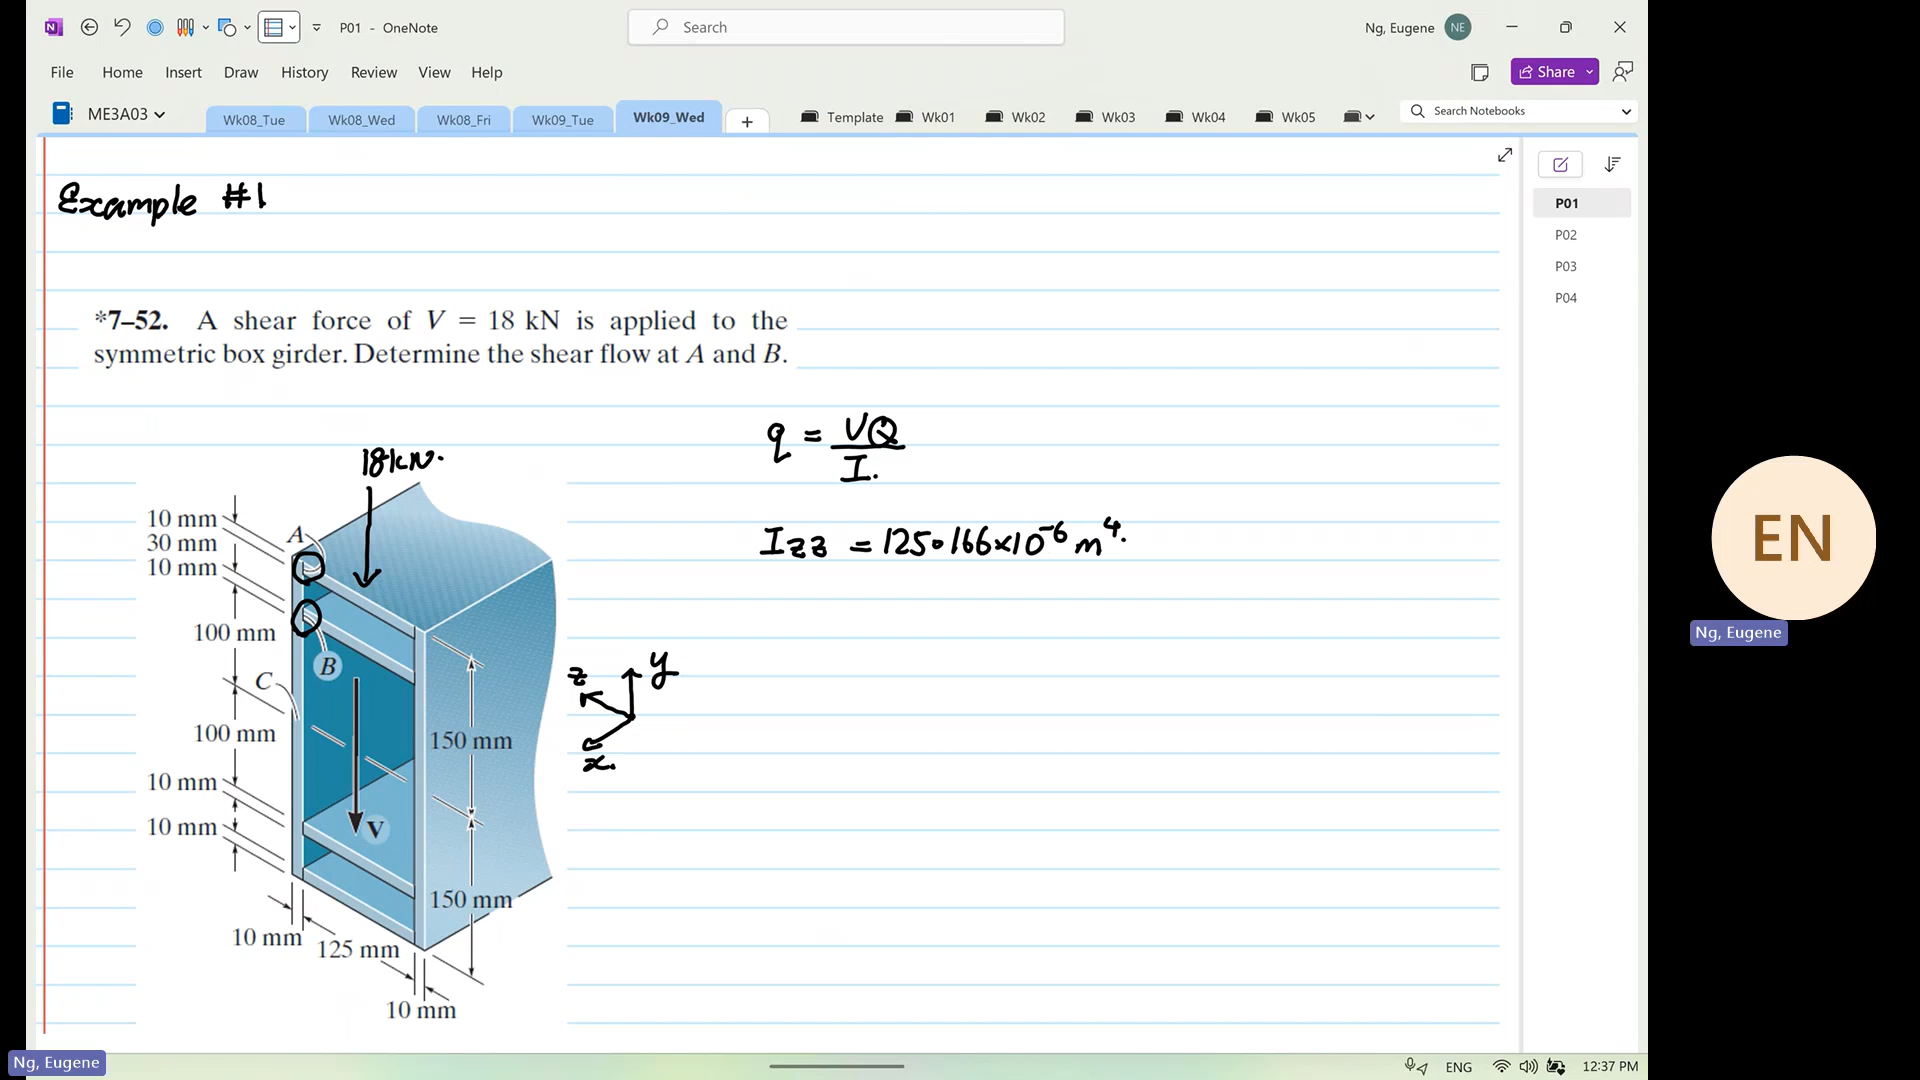 P01 - OneNote
Search
Ng, Eugene
NE
File Home Insert Draw History Review View Help
Share
ME3A03
Wk08_Tue
Wk08_Wed
Wk08_Fri
Wk09_Tue
Wk09_Wed
+
Template
Wk01
Wk02
Wk03
Wk04
Wk05
Search Notebooks
P01
P02
P03
P04
Example #1
*7–52. A shear force of V = 18 kN is applied to the
symmetric box girder. Determine the shear flow at A and B.
q = VQ
I.
18kN.
Izz = 125.166×10⁻⁶ m⁴.
10 mm
30 mm
10 mm
A
100 mm
B
C
100 mm
10 mm
10 mm
V
150 mm
150 mm
10 mm
125 mm
10 mm
z
y
x.
EN
Ng, Eugene
Ng, Eugene
ENG
12:37 PM